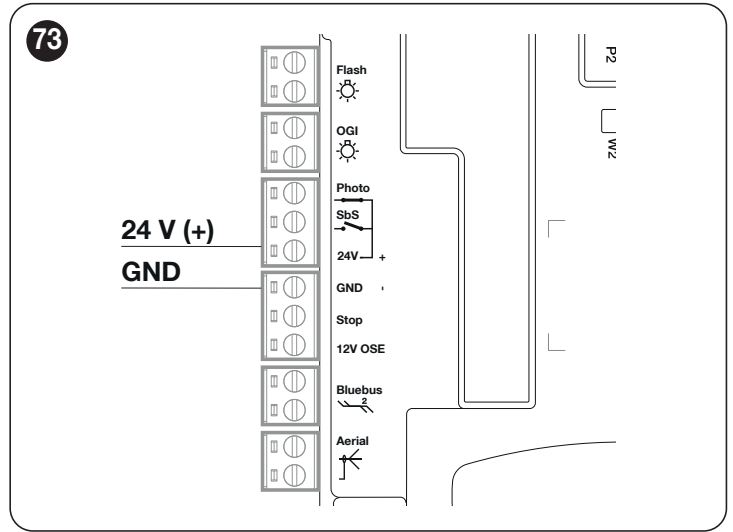 73
24 V (+)
GND
Flash
OGI
Photo
SbS
24V +
GND -
Stop
12V OSE
Bluebus
2
Aerial
P2
W2